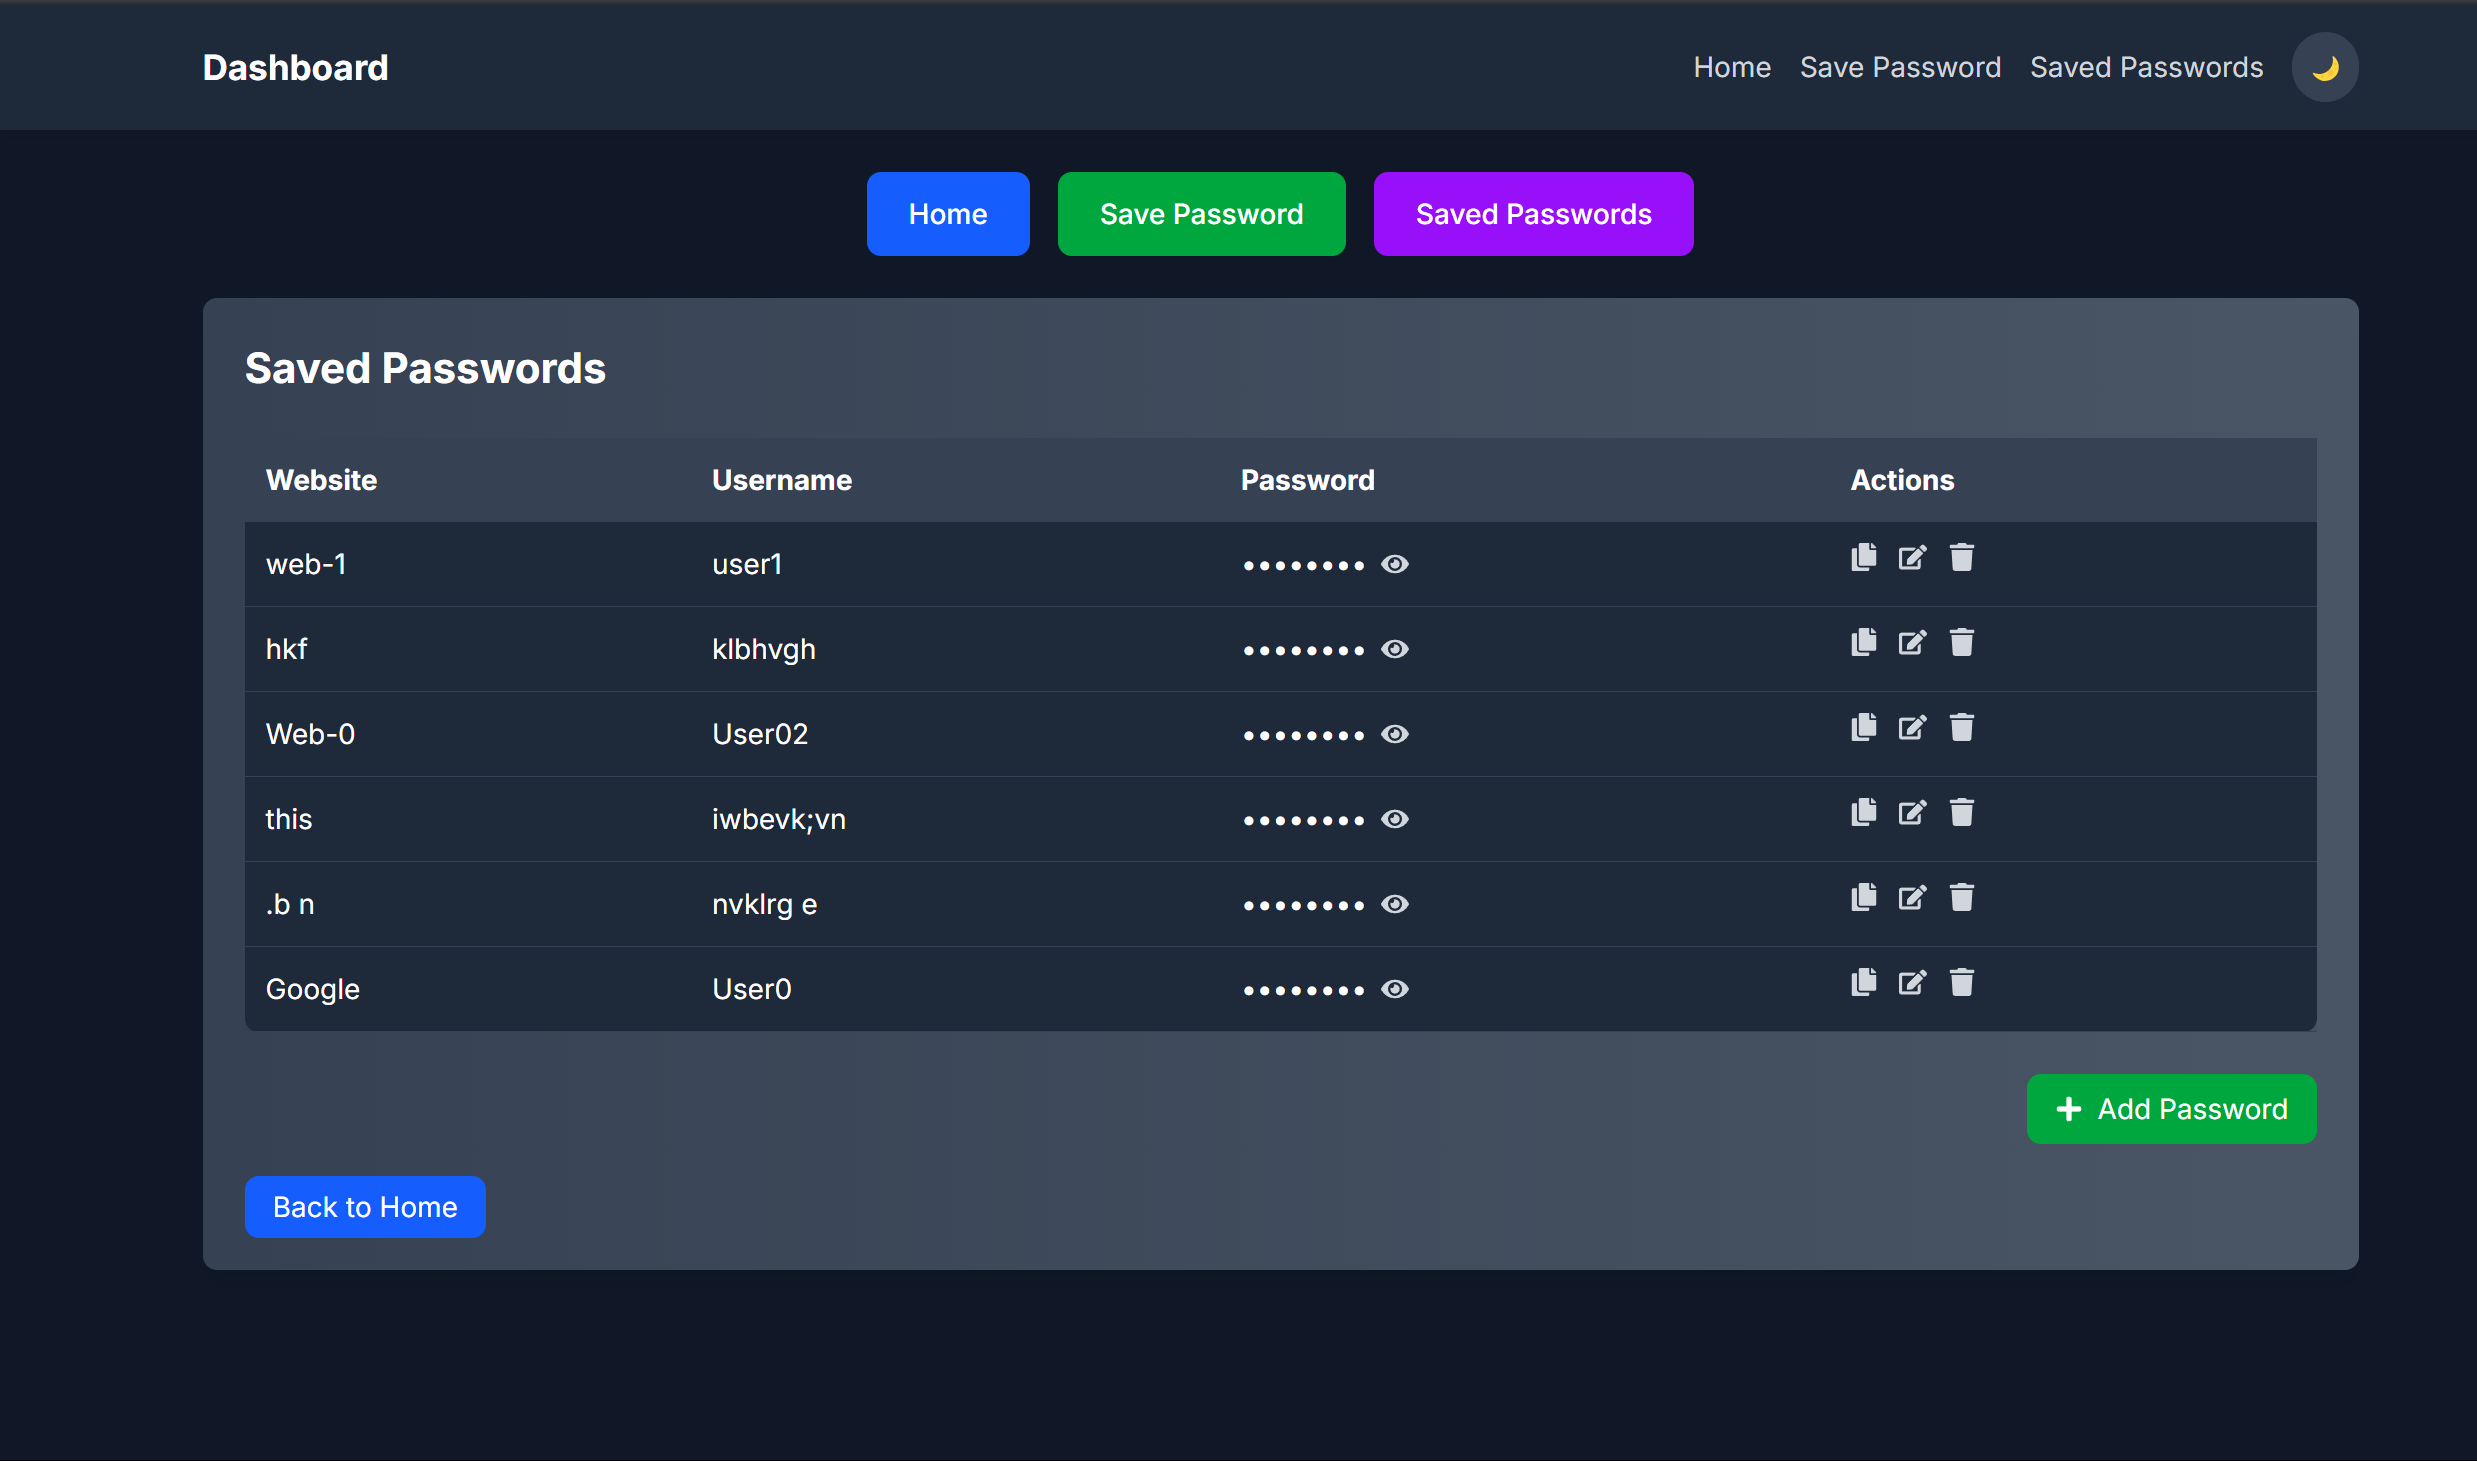 Dashboard
Home Save Password Saved Passwords
Home Save Password Saved Passwords
Saved Passwords
Website Username Password Actions
web-1 user1 ••••••••
hkf klbhvgh ••••••••
Web-0 User02 ••••••••
this iwbevk;vn ••••••••
.b n nvklrg e ••••••••
Google User0 ••••••••
Add Password
Back to Home